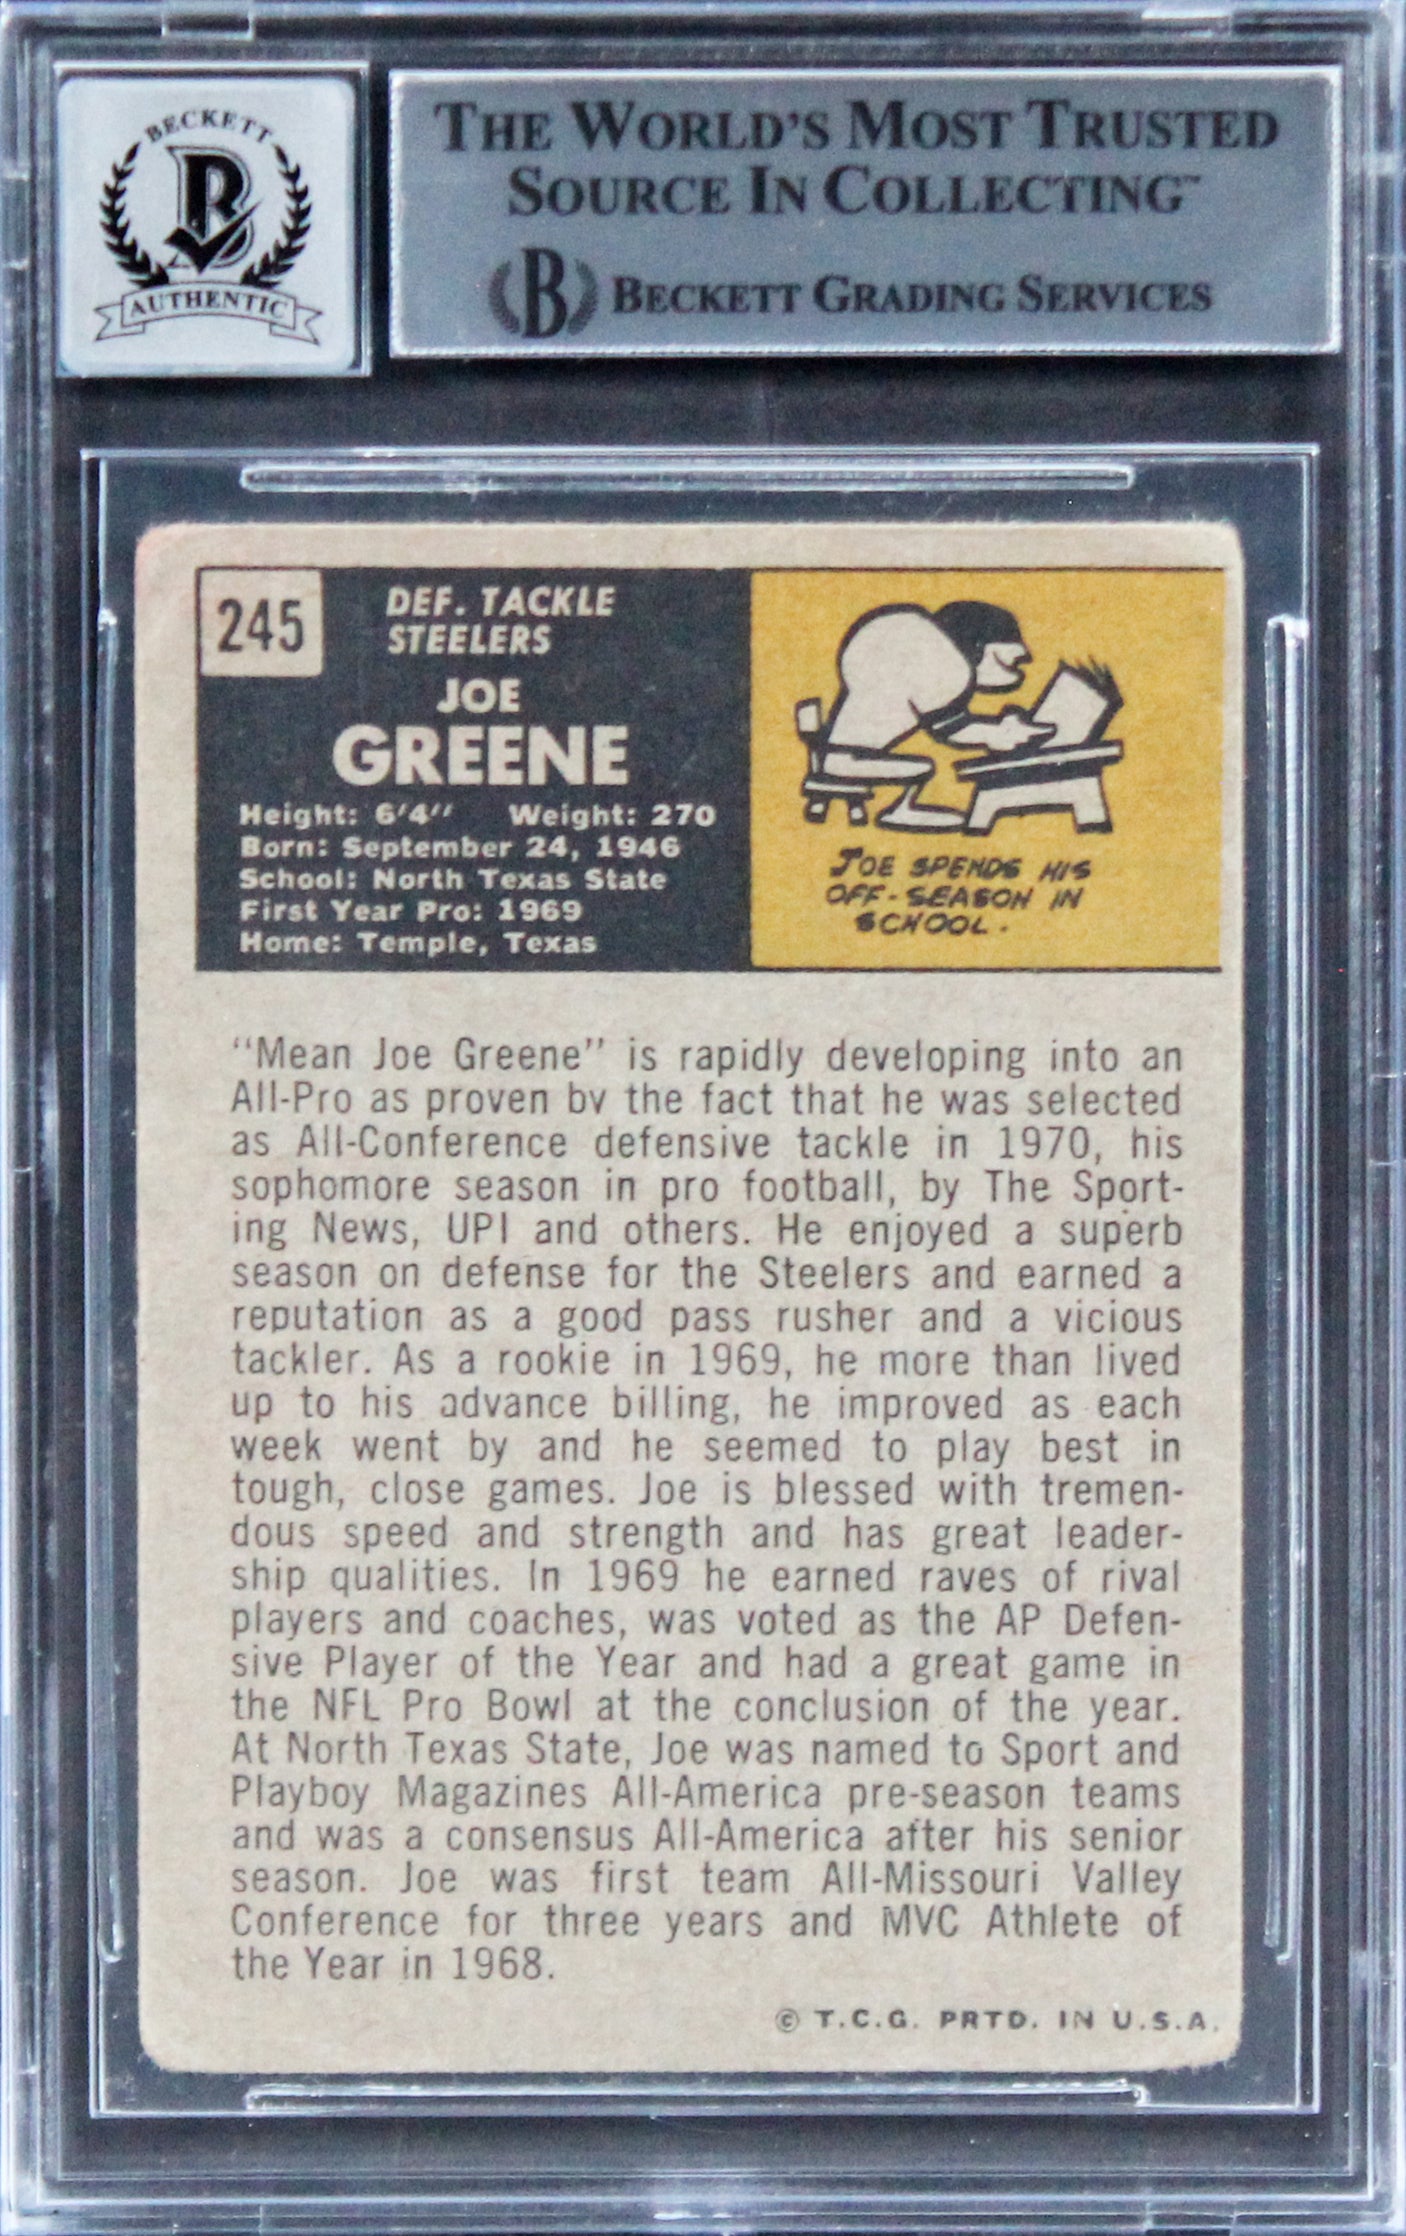 BECKETT
B
AUTHENTIC
THE WORLD'S MOST TRUSTED
SOURCE IN COLLECTING™
B BECKETT GRADING SERVICES
245
DEF. TACKLE
STEELERS
JOE
GREENE
Height: 6'4" Weight: 270
Born: September 24, 1946
School: North Texas State
First Year Pro: 1969
Home: Temple, Texas
JOE SPENDS HIS
OFF-SEASON IN
SCHOOL.
"Mean Joe Greene" is rapidly developing into an
All-Pro as proven by the fact that he was selected
as All-Conference defensive tackle in 1970, his
sophomore season in pro football, by The Sport-
ing News, UPI and others. He enjoyed a superb
season on defense for the Steelers and earned a
reputation as a good pass rusher and a vicious
tackler. As a rookie in 1969, he more than lived
up to his advance billing, he improved as each
week went by and he seemed to play best in
tough, close games. Joe is blessed with tremen-
dous speed and strength and has great leader-
ship qualities. In 1969 he earned raves of rival
players and coaches, was voted as the AP Defen-
sive Player of the Year and had a great game in
the NFL Pro Bowl at the conclusion of the year.
At North Texas State, Joe was named to Sport and
Playboy Magazines All-America pre-season teams
and was a consensus All-America after his senior
season. Joe was first team All-Missouri Valley
Conference for three years and MVC Athlete of
the Year in 1968.
© T.C.G. PRTD. IN U.S.A.